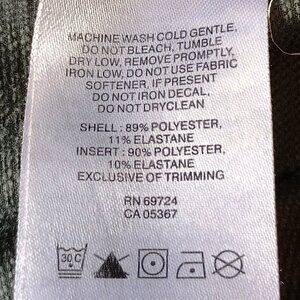 MACHINE WASH COLD GENTLE,
DO NOT BLEACH, TUMBLE
DRY LOW, REMOVE PROMPTLY,
IRON LOW, DO NOT USE FABRIC
SOFTENER, IF PRESENT
DO NOT IRON DECAL,
DO NOT DRYCLEAN
SHELL : 89% POLYESTER,
11% ELASTANE
INSERT : 90% POLYESTER,
10% ELASTANE
EXCLUSIVE OF TRIMMING
RN 69724
CA 05367
30 C